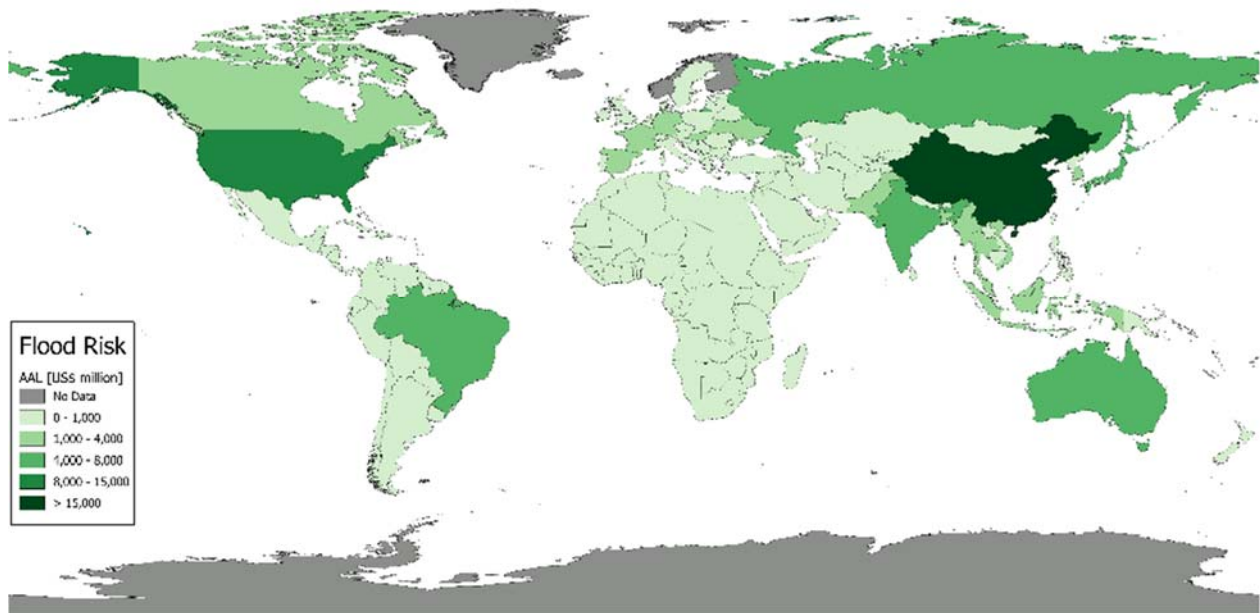 Flood Risk
AAL [US$ million]
No Data
0 - 1,000
1,000 - 4,000
4,000 - 8,000
8,000 - 15,000
> 15,000